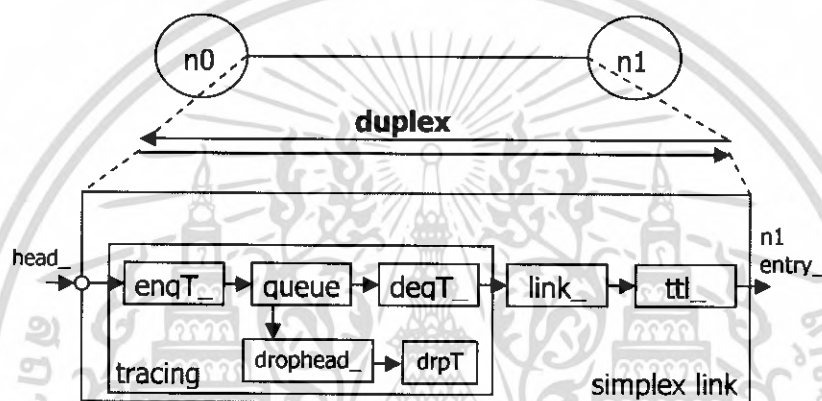 n0 n1
duplex
head_ n1
entry_
enqT_ queue deqT_ link_ ttl_
drophead_ drpT
tracing simplex link